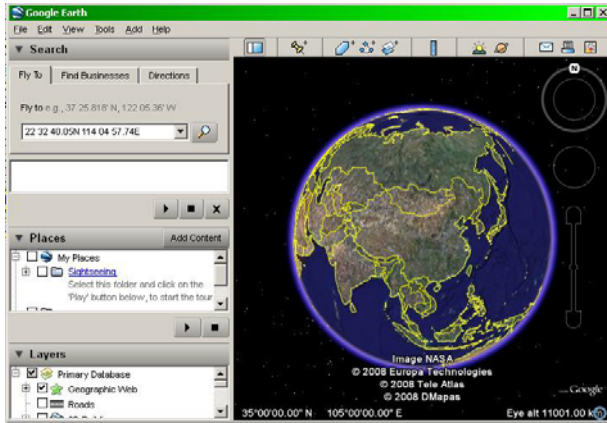 Google Earth
File Edit View Tools Add Help
Search
Fly To Find Businesses Directions
Fly to e.g., 37 25.818' N, 122 05.36' W
22 32 40.05N 114 04 57.74E
Places Add Content
My Places
Sightseeing
Select this folder and click on the
'Play' button below, to start the tour
Layers
Primary Database
Geographic Web
Roads
N
Image NASA
© 2008 Europa Technologies
© 2008 Tele Atlas
© 2008 DMapas
Google
35°00'00.00" N 105°00'00.00" E Eye alt 11001.00 km